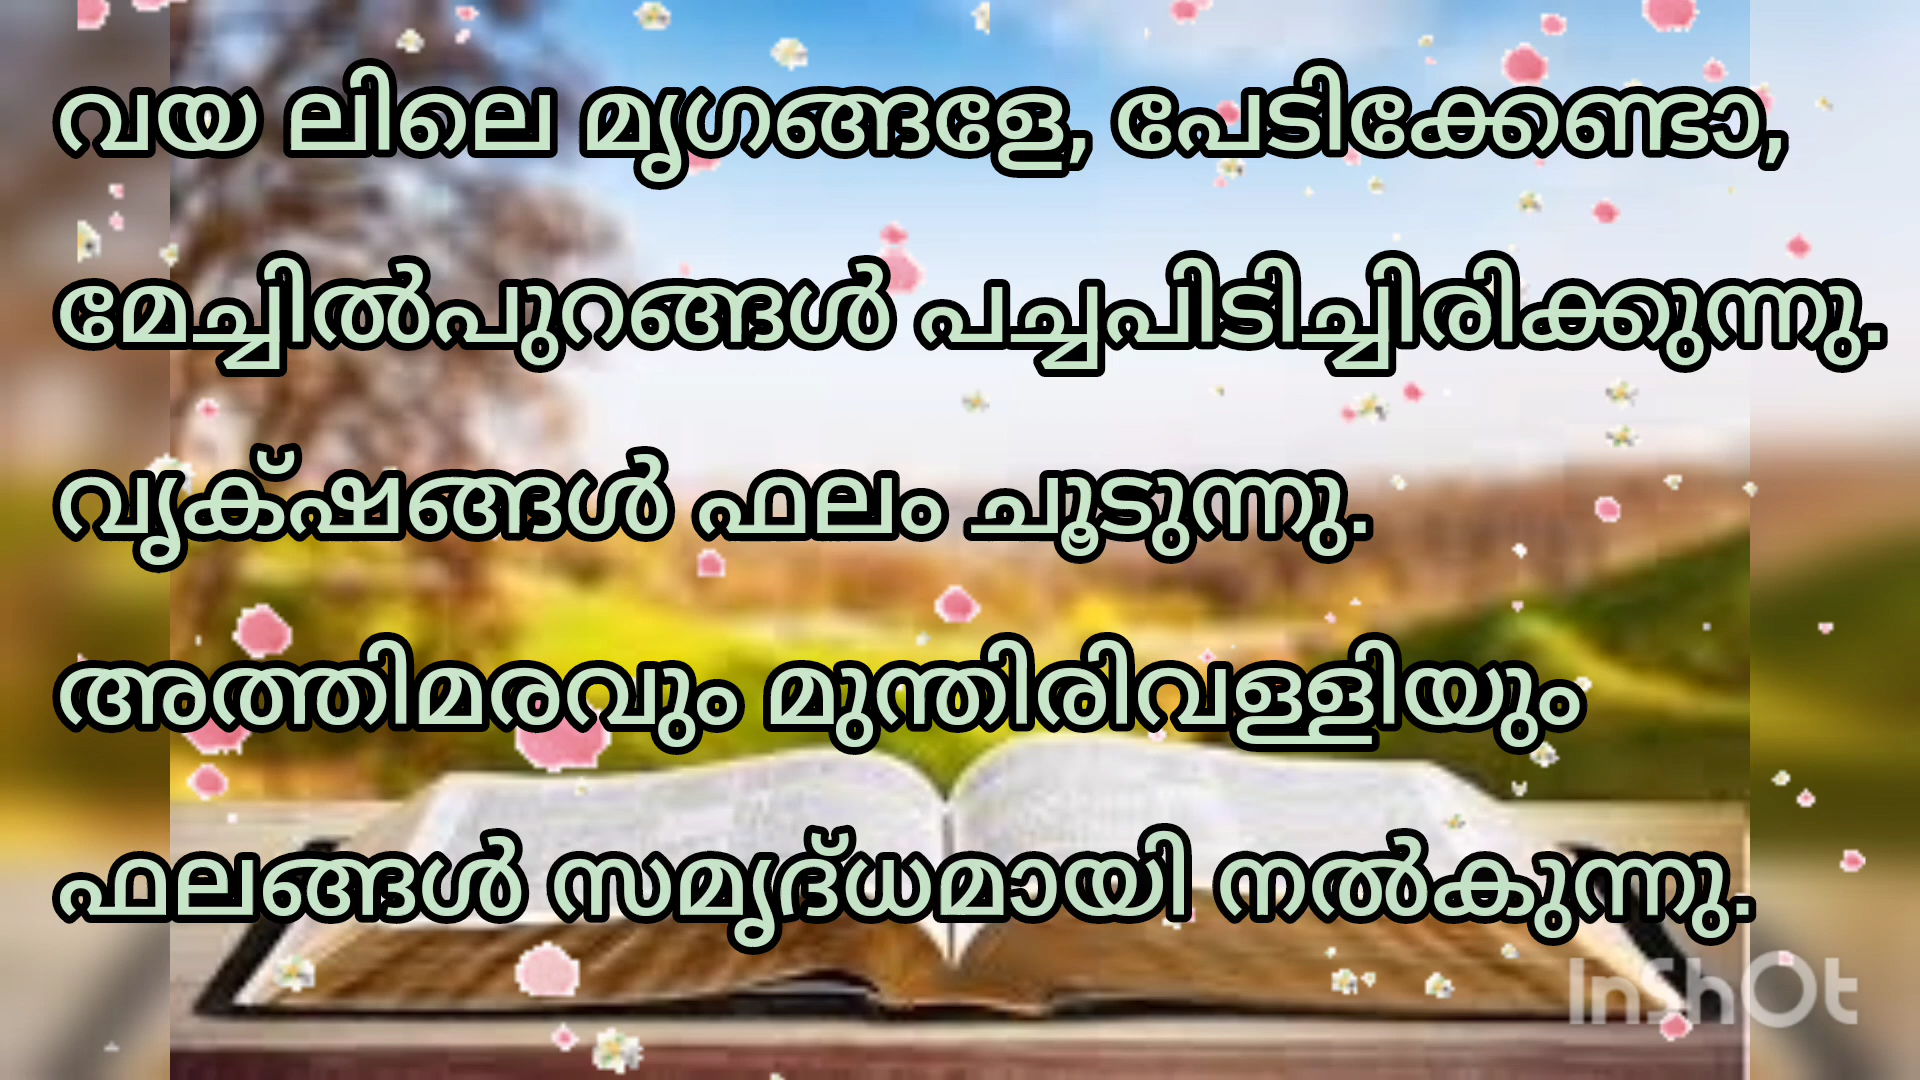 വയ ലിലെ മൃഗങ്ങളേ, പേടിക്കേണ്ടാ,
മേച്ചിൽപുറങ്ങൾ പച്ചപിടിച്ചിരിക്കുന്നു.
വൃക്‌ഷങ്ങൾ ഫലം ചൂടുന്നു.
അത്തിമരവും മുന്തിരിവള്ളിയും
ഫലങ്ങൾ സമൃദ്‌ധമായി നൽകുന്നു.
InShOt